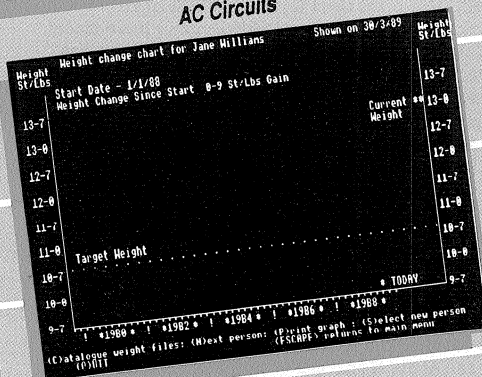 AC Circuits
Weight change chart for Jane Williams Shown on 30/3/89
Weight
St/Lbs
Weight
St/Lbs
Start Date - 1/1/88
Weight Change Since Start 0-9 St/Lbs Gain
Current **
Weight
13-7
13-0
12-7
12-0
11-7
11-0
10-7
10-0
9-7
13-7
13-0
12-7
12-0
11-7
11-0
10-7
10-0
9-7
Target Weight
* TODAY
! *1980 * ! *1982 * ! *1984 * ! *1986 * ! *1988 *
(C)atalogue weight files: (N)ext person: (P)rint graph : (S)elect new person
(Q)UIT (ESCAPE) returns to main menu